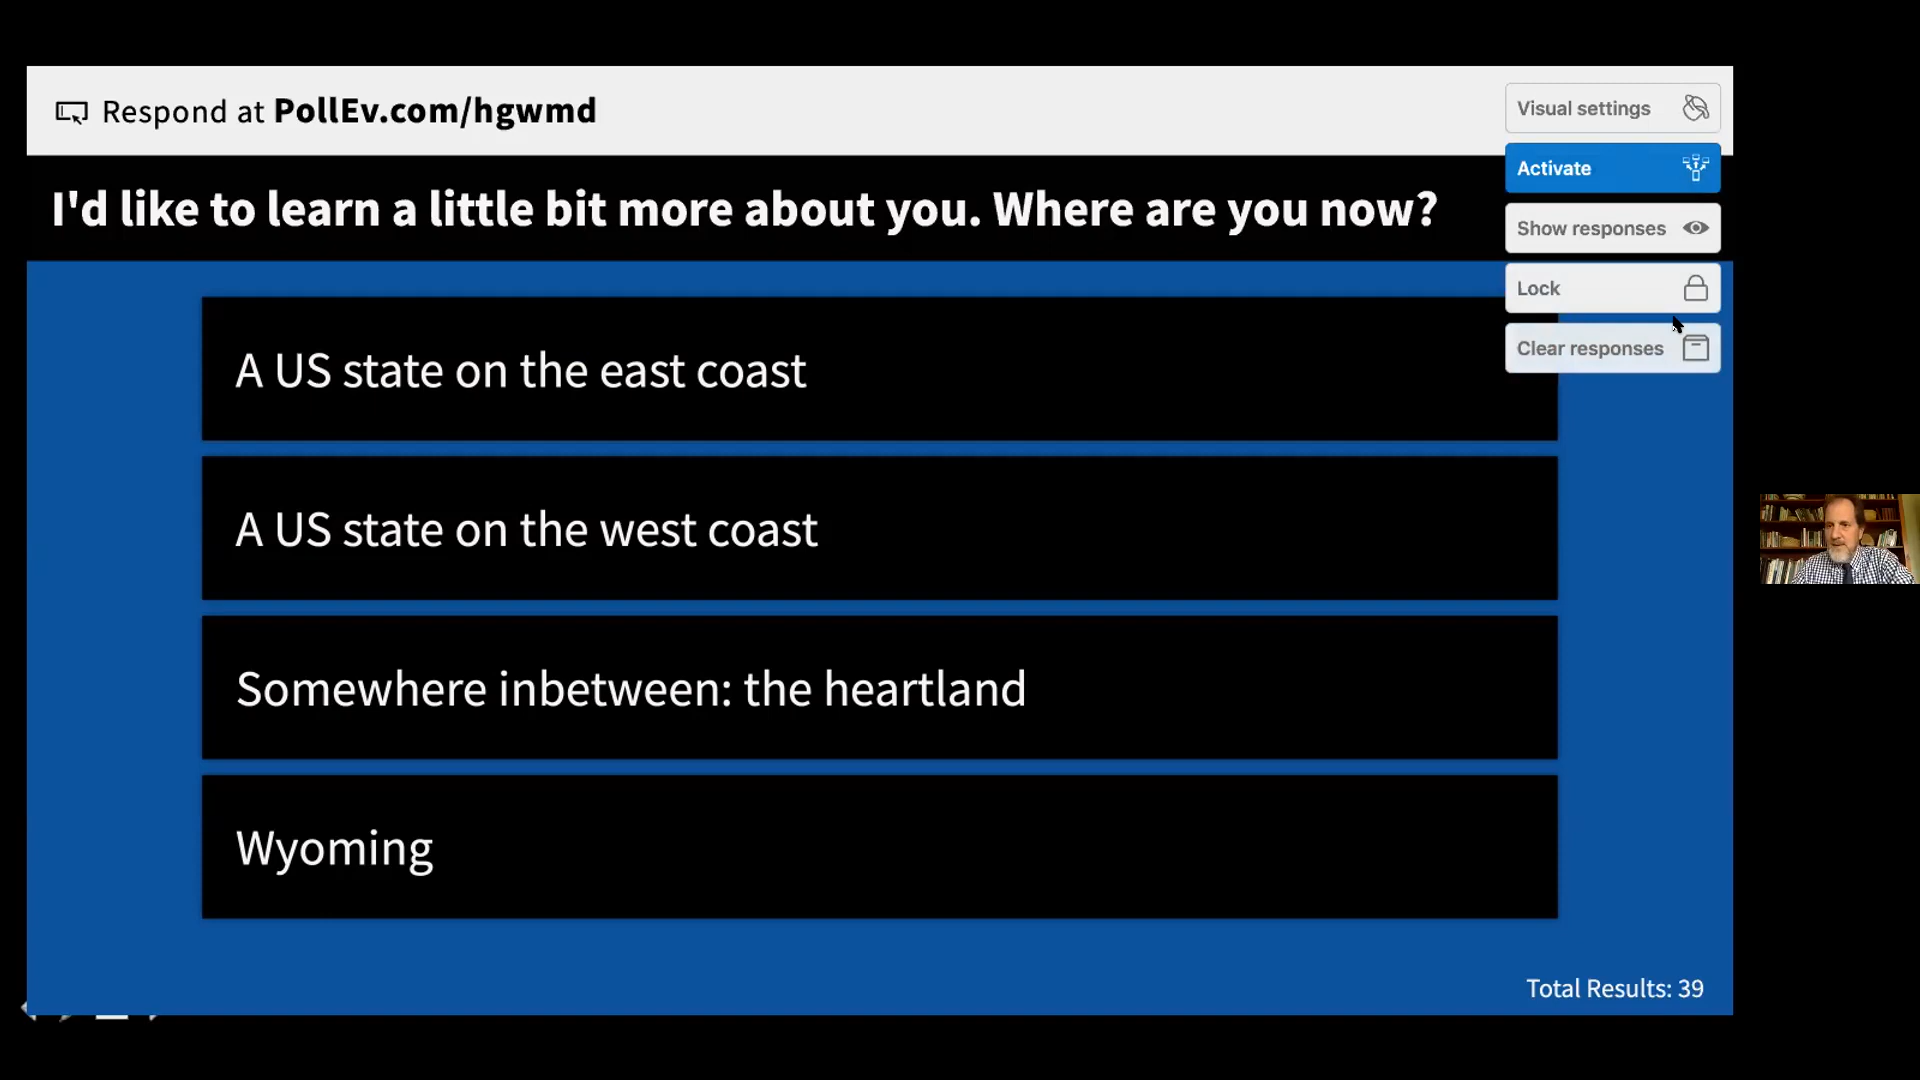 Respond at PollEv.com/hgwmd
Visual settings
Activate
Show responses
Lock
Clear responses
I'd like to learn a little bit more about you. Where are you now?
A US state on the east coast
A US state on the west coast
Somewhere inbetween: the heartland
Wyoming
Total Results: 39